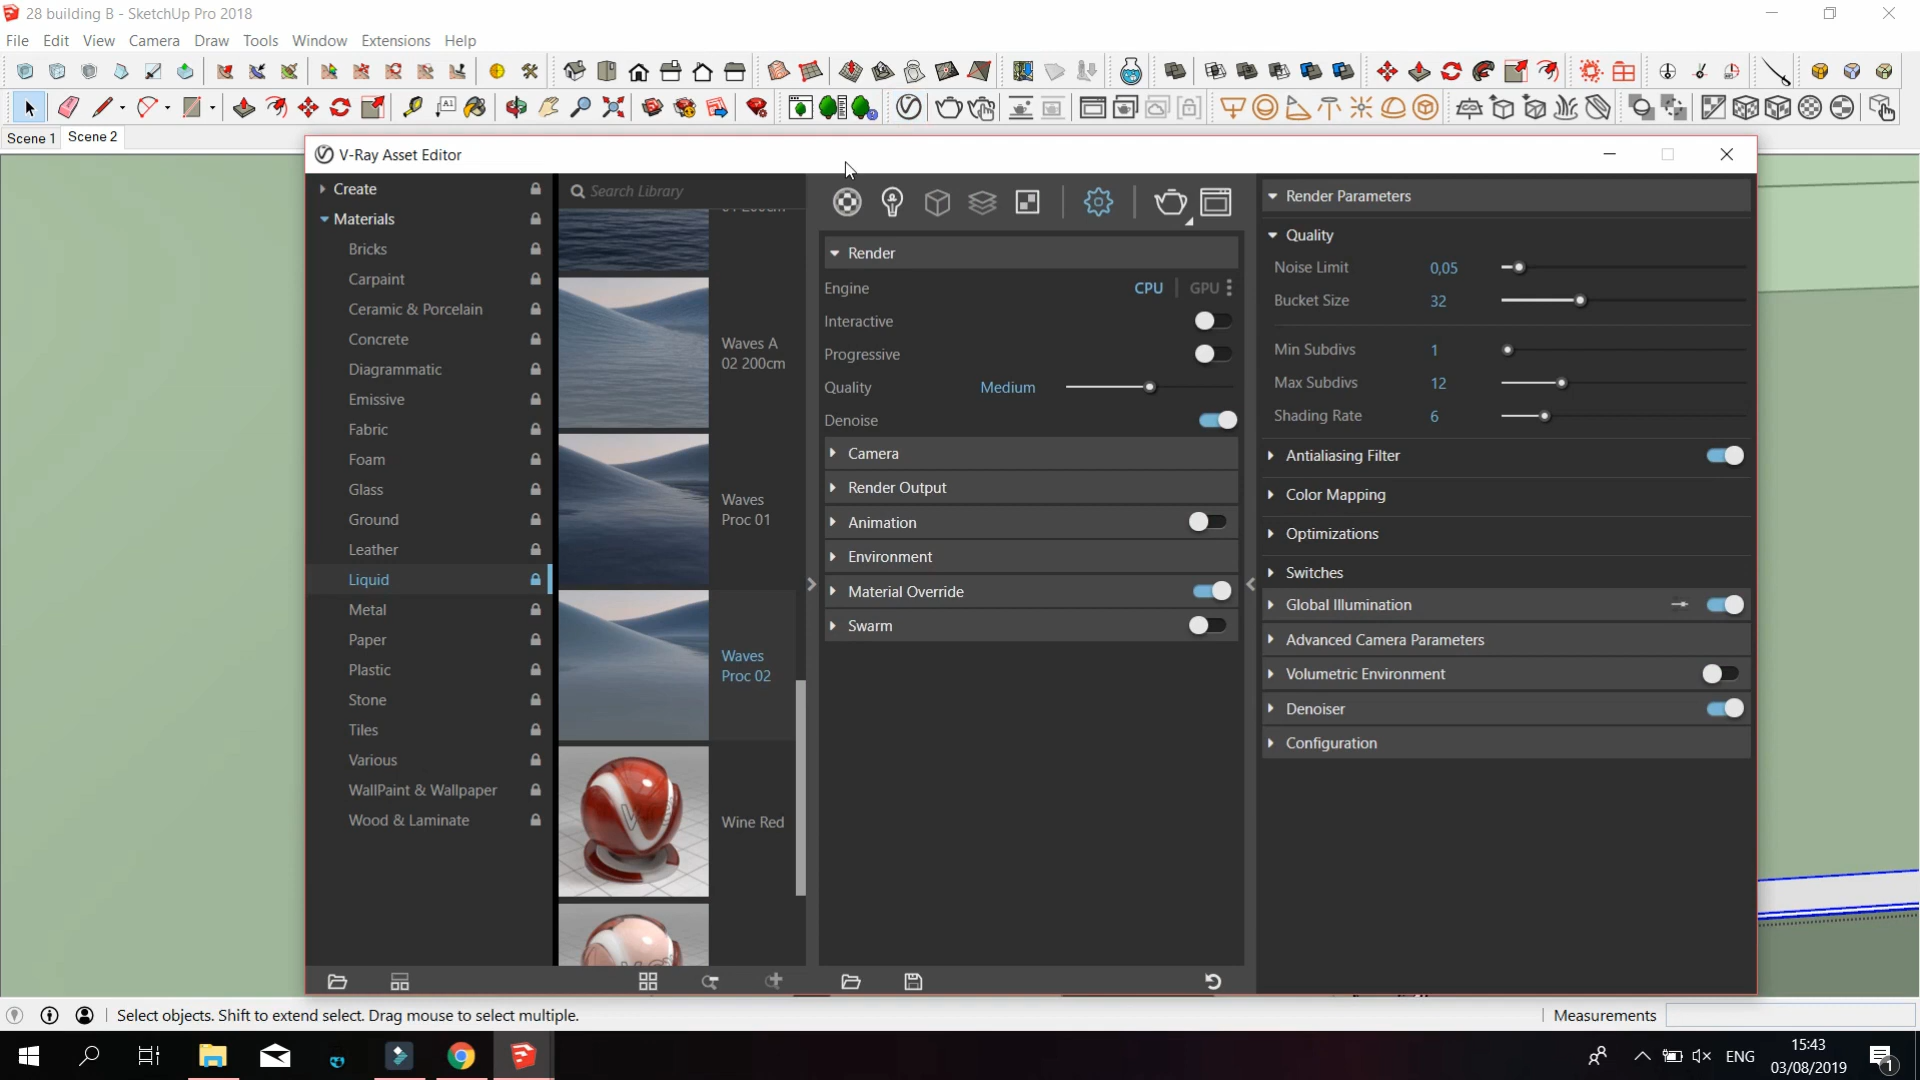 28 building B - SketchUp Pro 2018
File Edit View Camera Draw Tools Window Extensions Help
Scene 1 Scene 2
V-Ray Asset Editor
Create
Materials
Bricks
Carpaint
Ceramic & Porcelain
Concrete
Diagrammatic
Emissive
Fabric
Foam
Glass
Ground
Leather
Liquid
Metal
Paper
Plastic
Stone
Tiles
Various
WallPaint & Wallpaper
Wood & Laminate
Search Library
Waves A
02 200cm
Waves
Proc 01
Waves
Proc 02
Wine Red
Render
Engine CPU GPU
Interactive
Progressive
Quality Medium
Denoise
Camera
Render Output
Animation
Environment
Material Override
Swarm
Render Parameters
Quality
Noise Limit 0,05
Bucket Size 32
Min Subdivs 1
Max Subdivs 12
Shading Rate 6
Antialiasing Filter
Color Mapping
Optimizations
Switches
Global Illumination
Advanced Camera Parameters
Volumetric Environment
Denoiser
Configuration
Select objects. Shift to extend select. Drag mouse to select multiple.
Measurements
ENG
15:43
03/08/2019
1